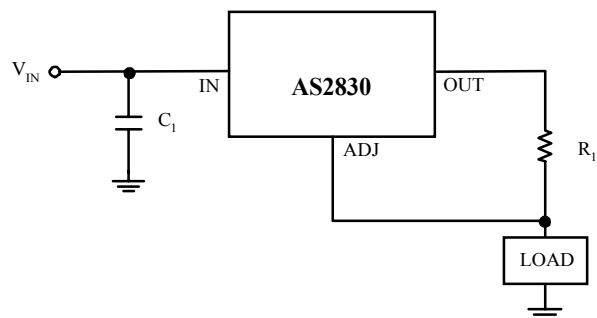 V_IN
IN
AS2830
OUT
C_1
ADJ
R_1
LOAD